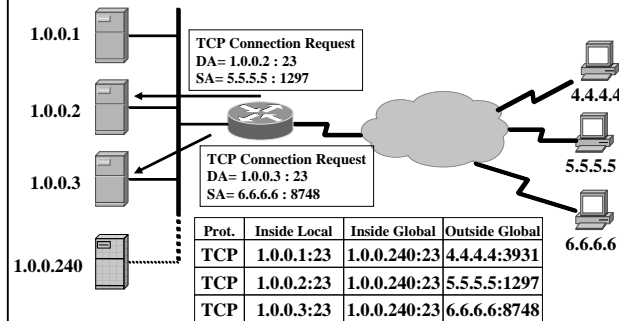 1.0.0.1
TCP Connection Request
DA= 1.0.0.2 : 23
SA= 5.5.5.5 : 1297
4.4.4.4
1.0.0.2
5.5.5.5
TCP Connection Request
DA= 1.0.0.3 : 23
SA= 6.6.6.6 : 8748
1.0.0.3
6.6.6.6
1.0.0.240
Prot. Inside Local Inside Global Outside Global
TCP 1.0.0.1:23 1.0.0.240:23 4.4.4.4:3931
TCP 1.0.0.2:23 1.0.0.240:23 5.5.5.5:1297
TCP 1.0.0.3:23 1.0.0.240:23 6.6.6.6:8748